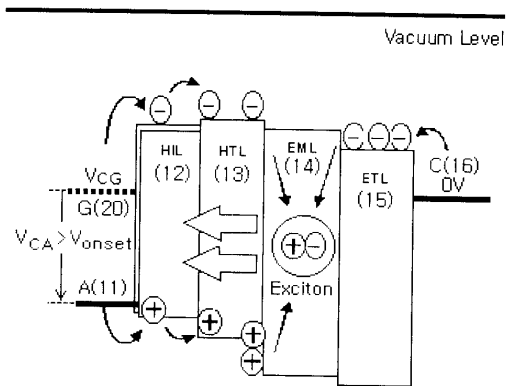 Vacuum Level
HIL
(12)
HTL
(13)
EML
(14)
ETL
(15)
C(16)
0V
VCG
G(20)
VCA>Vonset
A(11)
Exciton